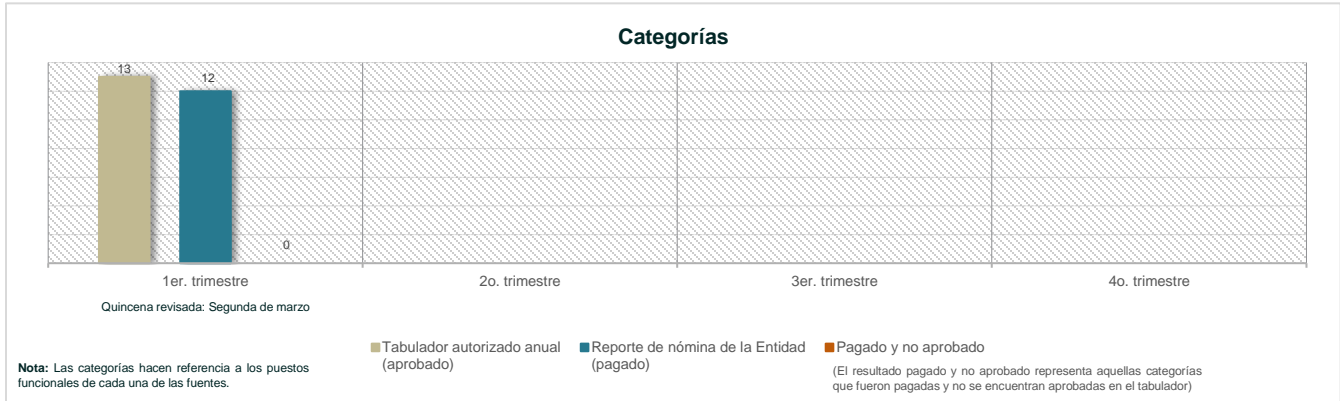 Categorías
13
12
0
1er. trimestre
2o. trimestre
3er. trimestre
4o. trimestre
Quincena revisada: Segunda de marzo
Tabulador autorizado anual
(aprobado)
Reporte de nómina de la Entidad
(pagado)
Pagado y no aprobado
(El resultado pagado y no aprobado representa aquellas categorías
que fueron pagadas y no se encuentran aprobadas en el tabulador)
Nota: Las categorías hacen referencia a los puestos
funcionales de cada una de las fuentes.